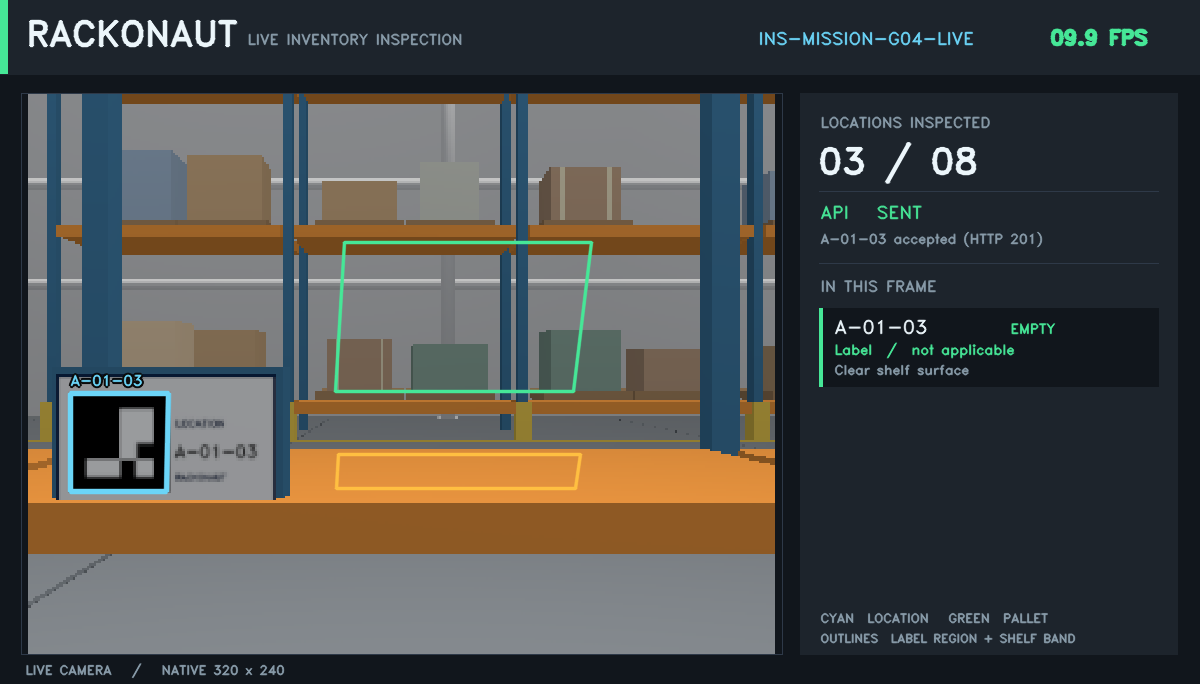 RACKONAUT LIVE INVENTORY INSPECTION INS-MISSION-G04-LIVE 09.9 FPS
LOCATIONS INSPECTED
03 / 08
API SENT
A-01-03 accepted (HTTP 201)
IN THIS FRAME
A-01-03 EMPTY
Label / not applicable
Clear shelf surface
A-01-03
LOCATION
A-01-03
RACKONAUT
CYAN LOCATION GREEN PALLET
OUTLINES LABEL REGION + SHELF BAND
LIVE CAMERA / NATIVE 320 x 240